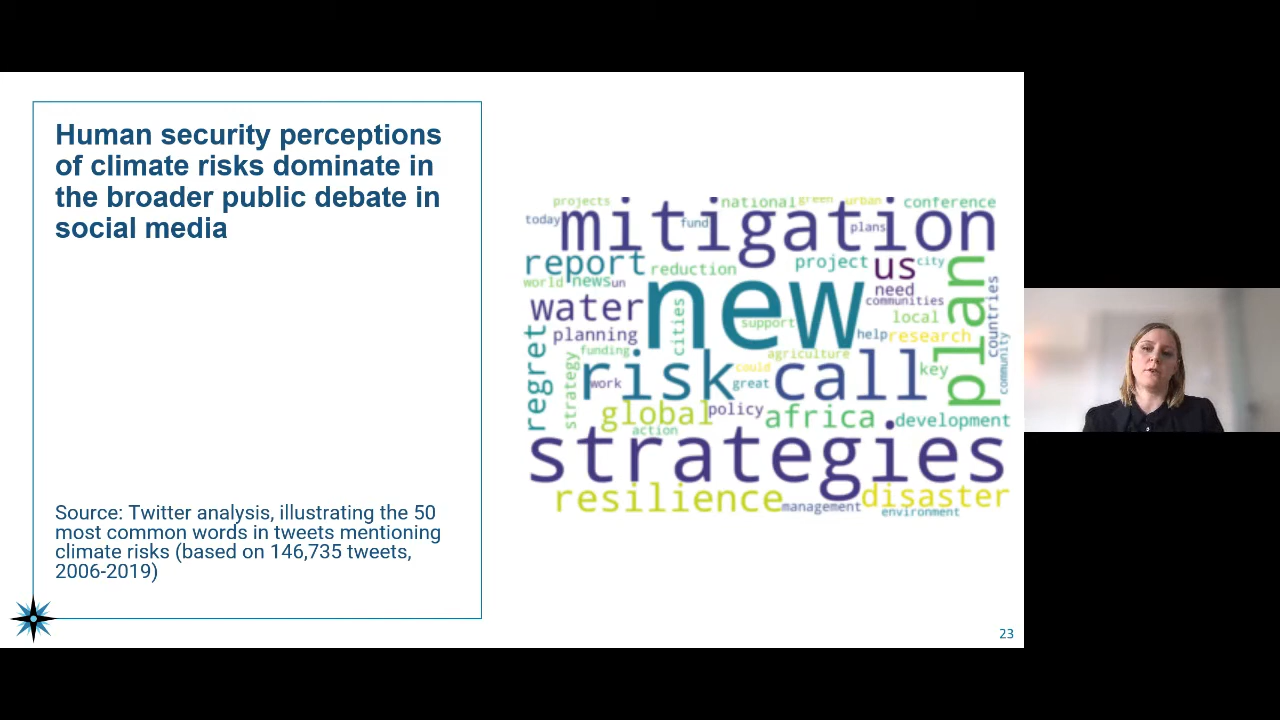 Human security perceptions
of climate risks dominate in
the broader public debate in
social media
Source: Twitter analysis, illustrating the 50
most common words in tweets mentioning
climate risks (based on 146,735 tweets,
2006-2019)
projects
national
green
urban
conference
today
mitigation
fund
plans
report
reduction
project
us
city
world
news
un
need
communities
countries
water
new
plan
local
planning
cities
support
help
research
regret
strategy
funding
agriculture
community
risk
work
could
great
call
key
global
policy
africa
development
action
strategies
resilience
management
disaster
environment
23